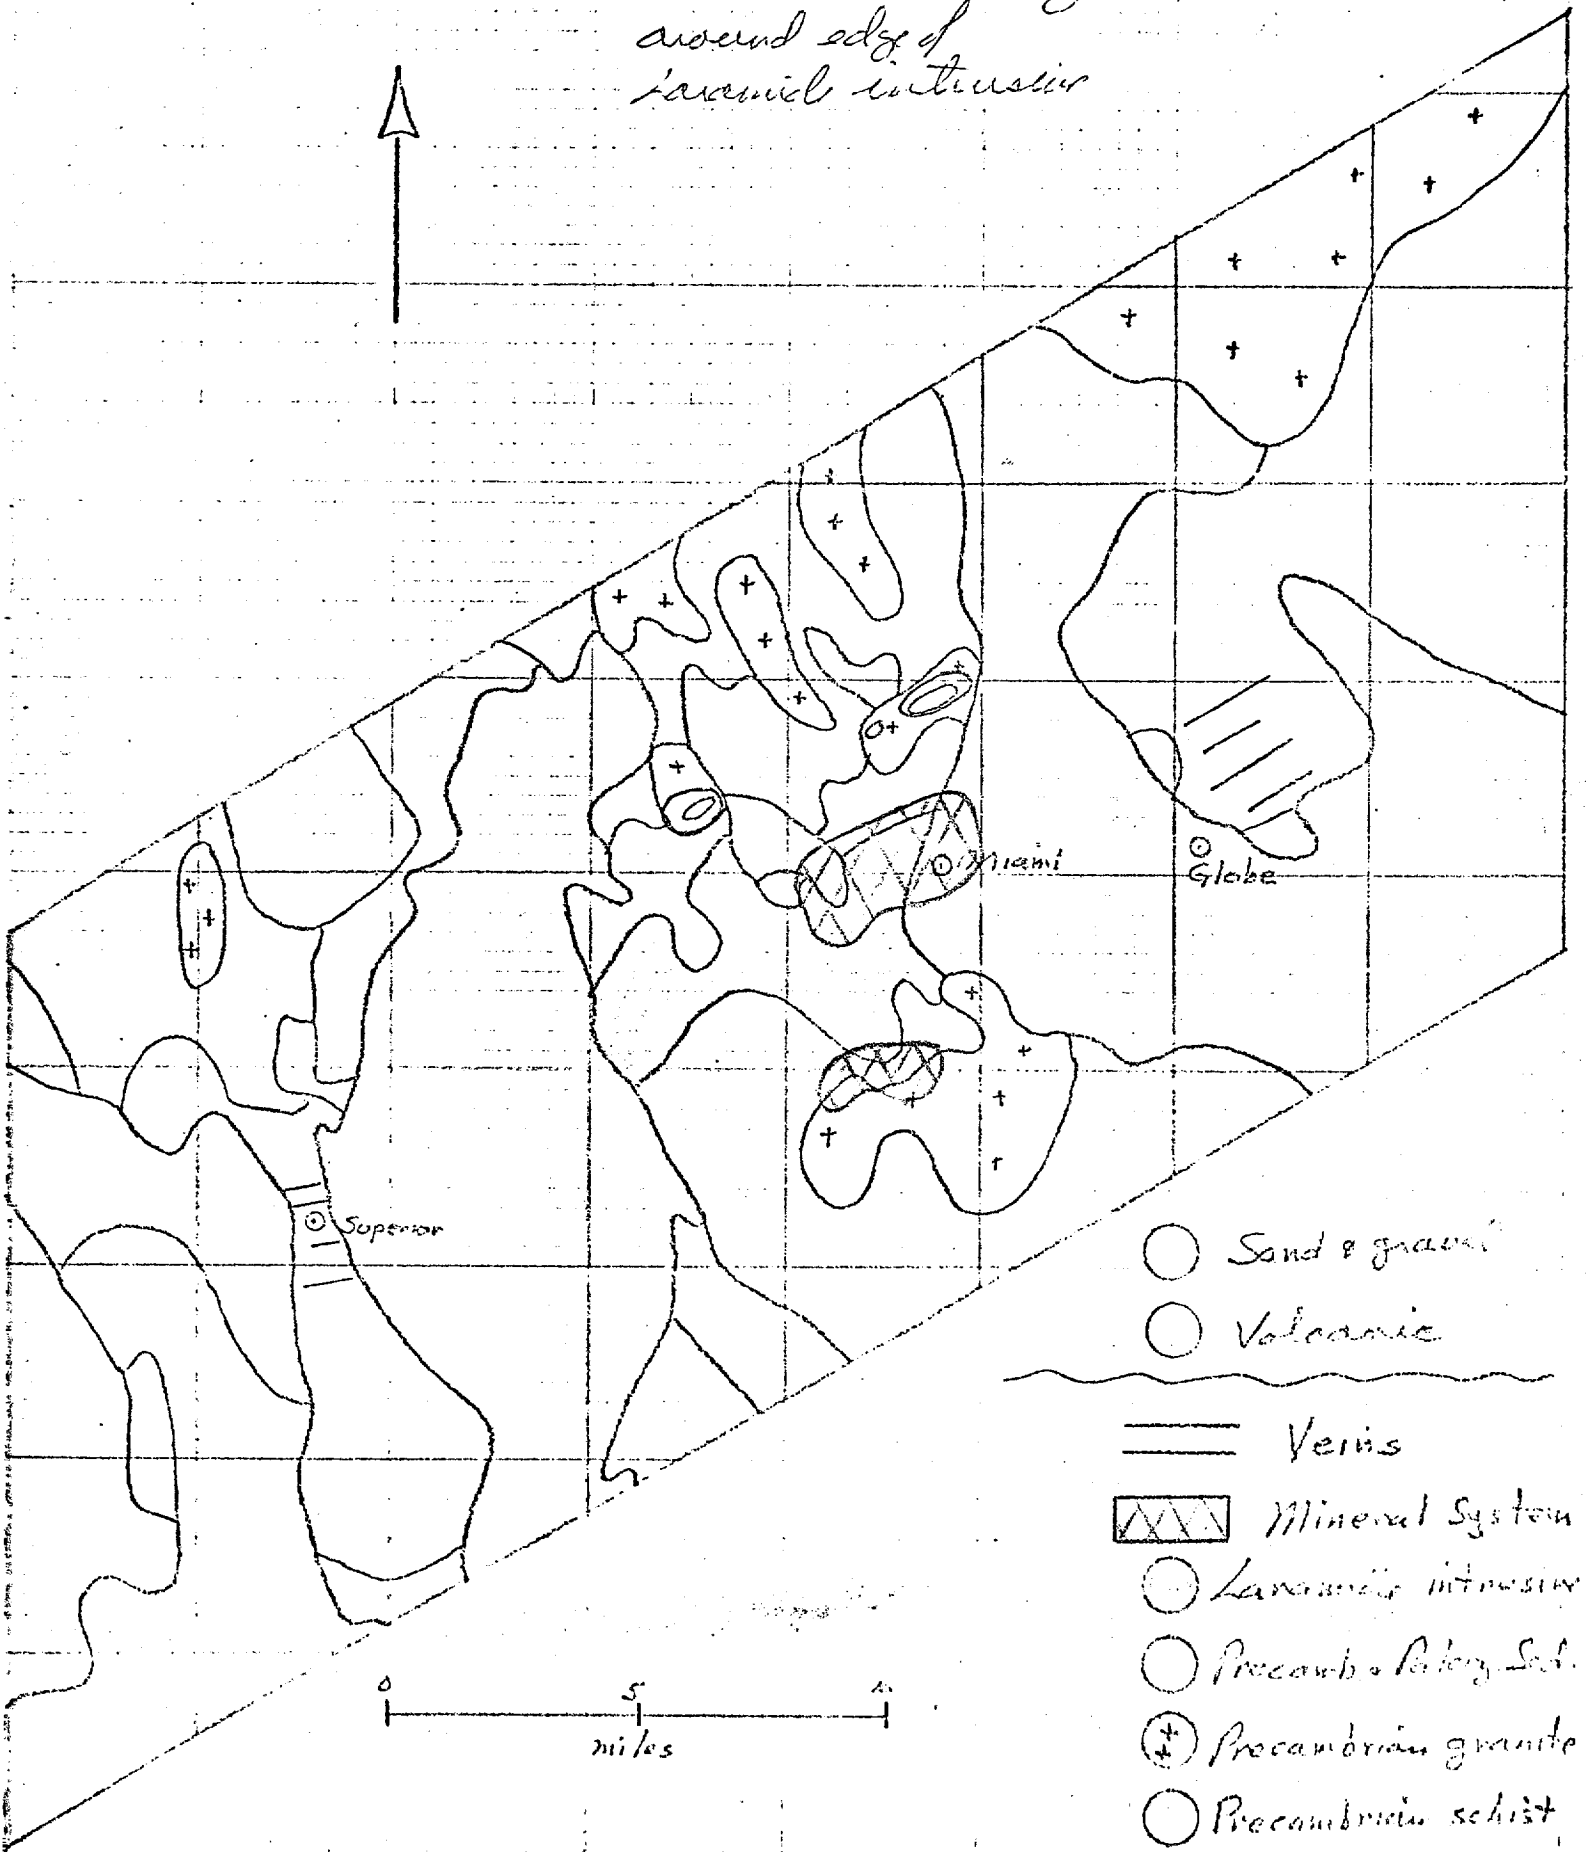 around edge of
Laramide intrusive
Miami
Globe
Superior
Sand & gravel
Volcanic
Veins
Mineral System
Laramide intrusive
Precamb & Paleoz. Sed.
Precambrian granite
Precambrian schist
0 5 10
miles